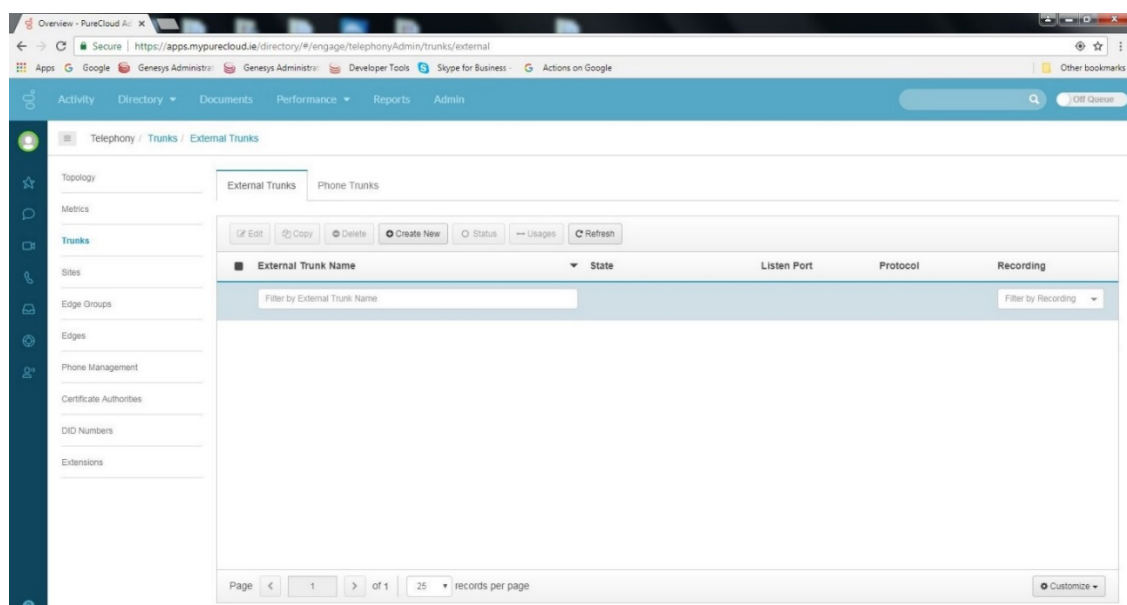 Overview - PureCloud Ad
Secure | https://apps.mypurecloud.ie/directory/#/engage/telephonyAdmin/trunks/external
Apps Google Genesys Administra Genesys Administra Developer Tools Skype for Business - Actions on Google Other bookmarks
Activity Directory Documents Performance Reports Admin Off Queue
Telephony / Trunks / External Trunks
Topology
Metrics
Trunks
Sites
Edge Groups
Edges
Phone Management
Certificate Authorities
DID Numbers
Extensions
External Trunks Phone Trunks
Edit Copy Delete Create New Status Usages Refresh
External Trunk Name State Listen Port Protocol Recording
Filter by External Trunk Name Filter by Recording
Page 1 of 1 25 records per page Customize